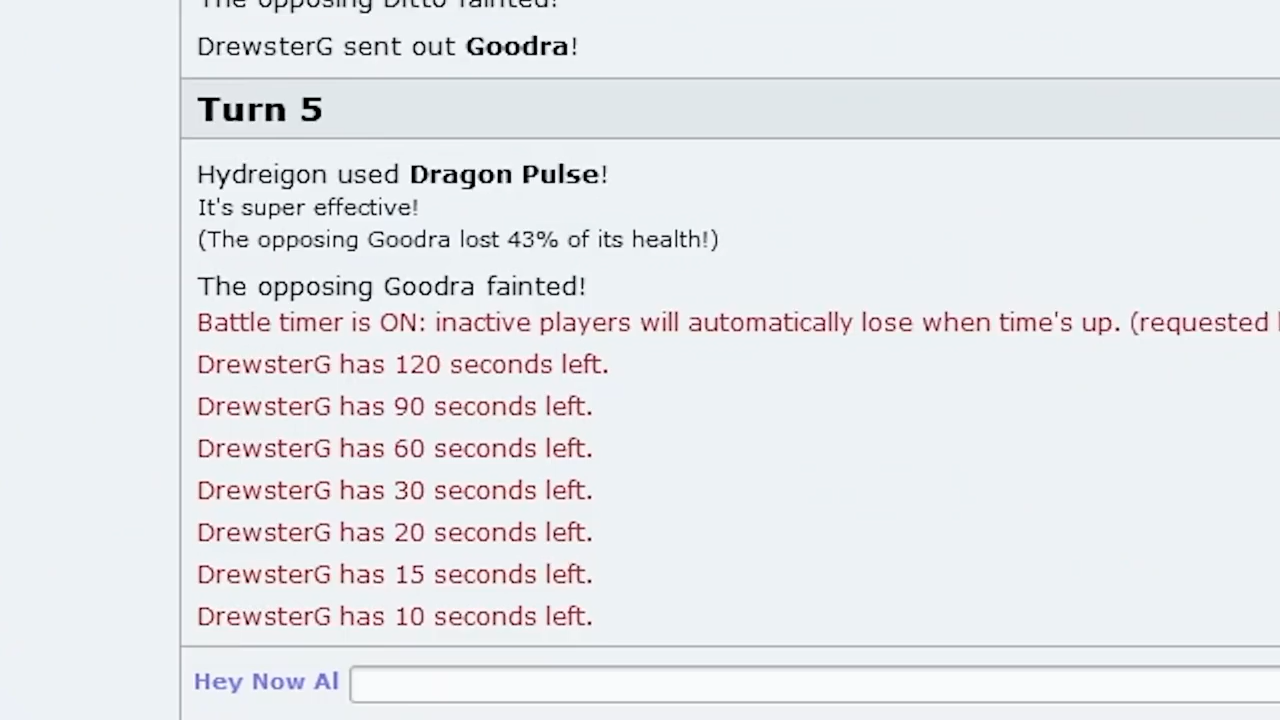 The opposing Ditto fainted!
DrewsterG sent out Goodra!
Turn 5
Hydreigon used Dragon Pulse!
It's super effective!
(The opposing Goodra lost 43% of its health!)
The opposing Goodra fainted!
Battle timer is ON: inactive players will automatically lose when time's up. (requested
DrewsterG has 120 seconds left.
DrewsterG has 90 seconds left.
DrewsterG has 60 seconds left.
DrewsterG has 30 seconds left.
DrewsterG has 20 seconds left.
DrewsterG has 15 seconds left.
DrewsterG has 10 seconds left.
Hey Now Al